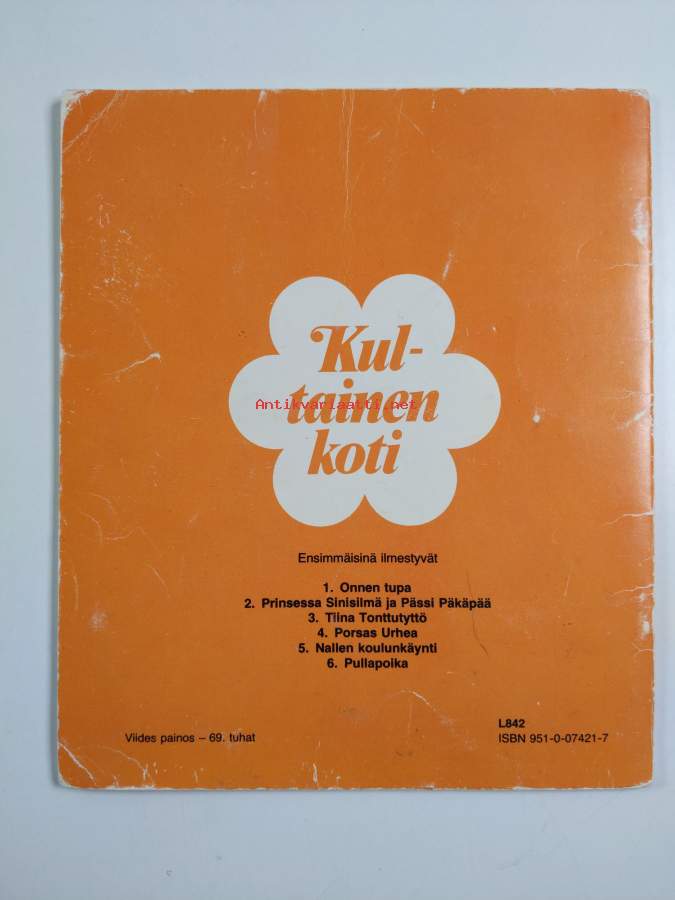 Kul-
tainen
koti
Antikvariaatti.net
Ensimmäisinä ilmestyvät
1. Onnen tupa
2. Prinsessa Sinisilmä ja Pässi Päkäpää
3. Tiina Tonttutyttö
4. Porsas Urhea
5. Nallen koulunkäynti
6. Pullapoika
L842
Viides painos – 69. tuhat
ISBN 951-0-07421-7